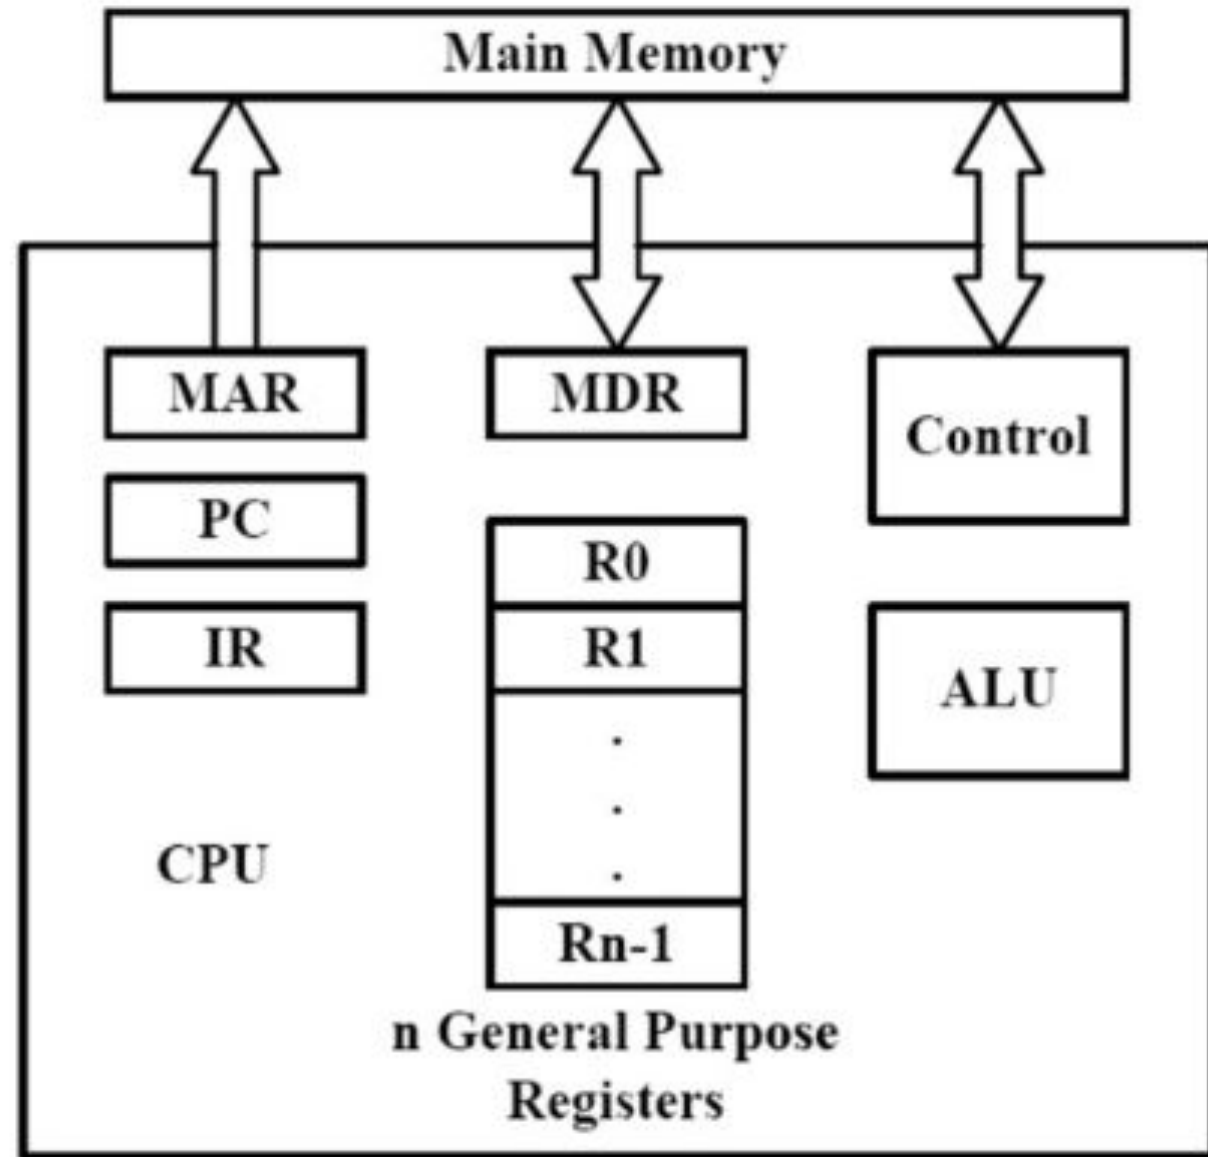 Main Memory
MAR
MDR
Control
PC
IR
R0
R1
.
.
.
Rn-1
ALU
CPU
n General Purpose
Registers